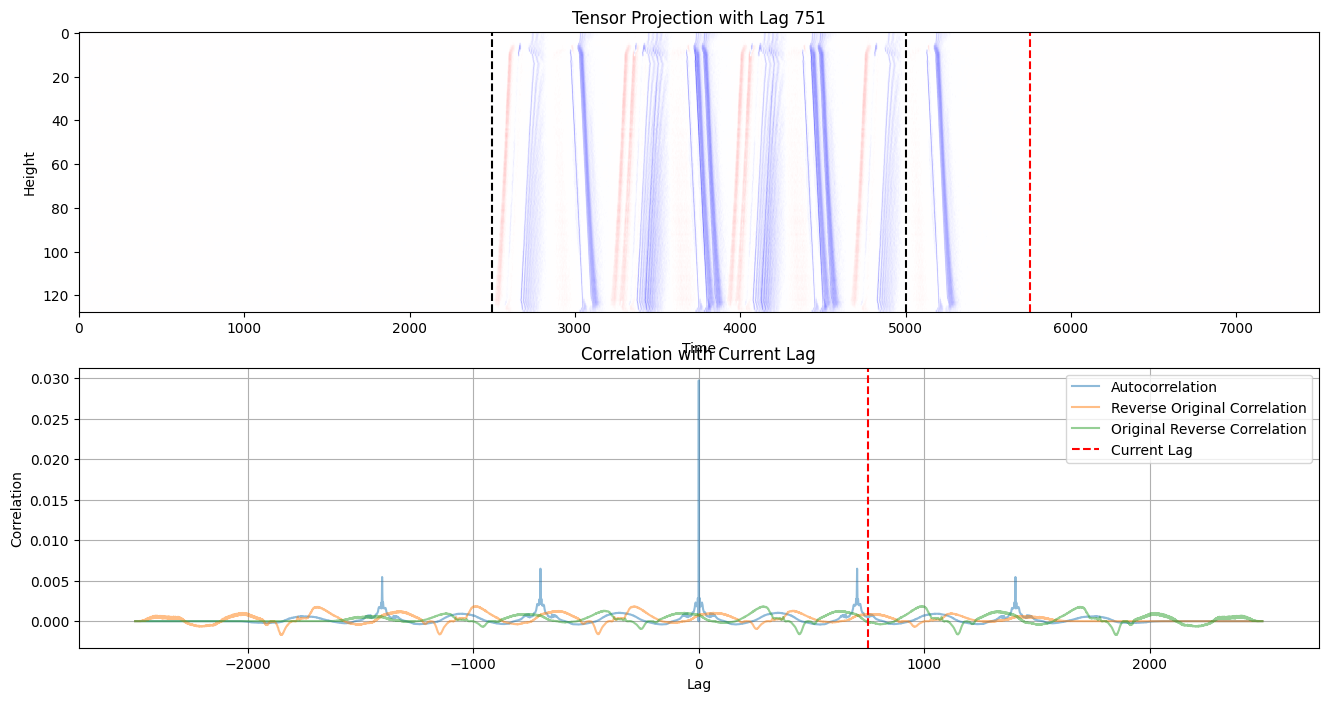 Tensor Projection with Lag 751
Height
0
20
40
60
80
100
120
0 1000 2000 3000 4000 5000 6000 7000
Time
Correlation with Current Lag
Correlation
0.030
0.025
0.020
0.015
0.010
0.005
0.000
Autocorrelation
Reverse Original Correlation
Original Reverse Correlation
Current Lag
−2000 −1000 0 1000 2000
Lag